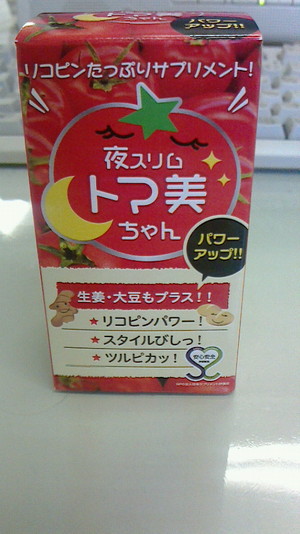 パワー
アップ!!
リコピンたっぷりサプリメント!
夜スリム
トマ美
ちゃん
パワー
アップ!!
生姜・大豆もプラス!!
★リコピンパワー!
★スタイルびしっ!
★ツルピカッ!
安心安全